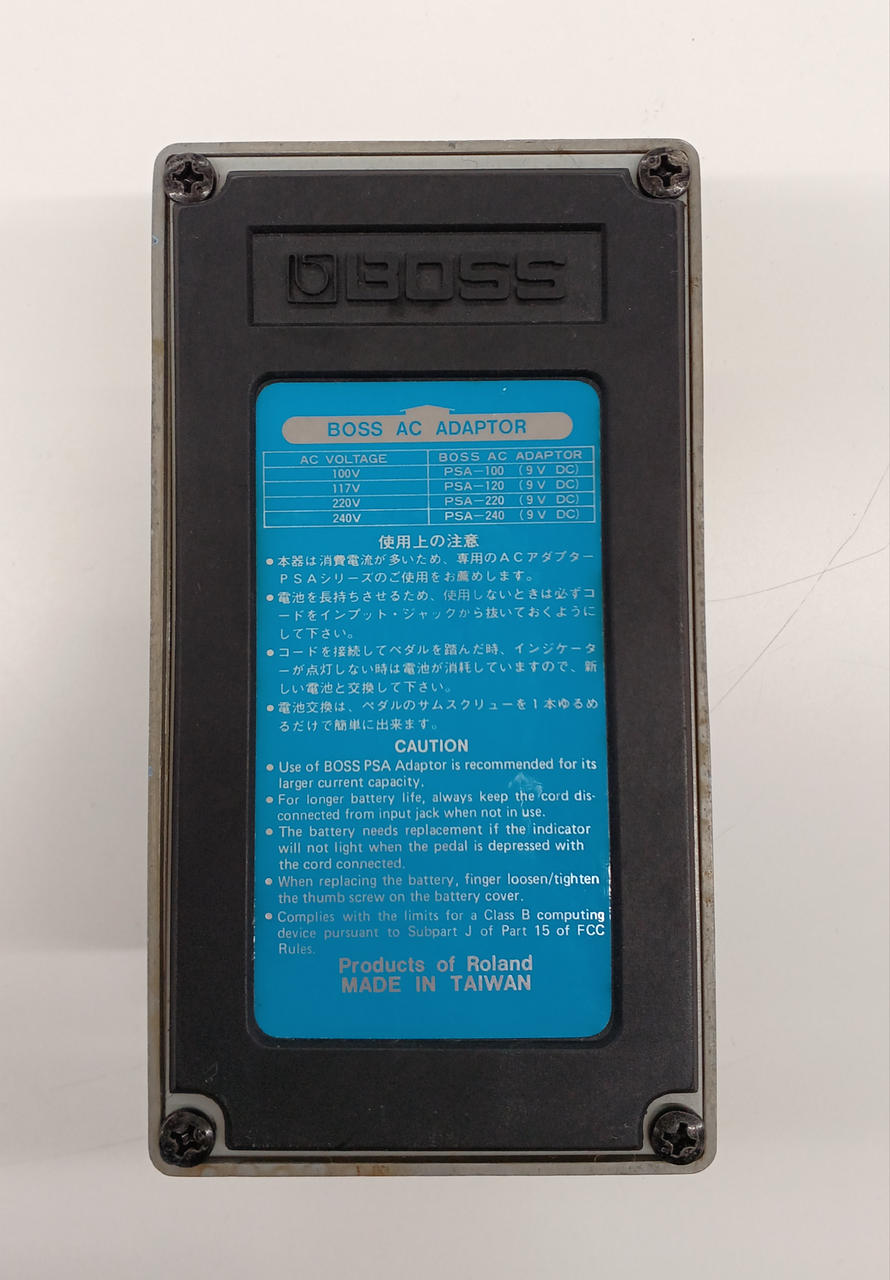 BOSS
BOSS AC ADAPTOR
AC VOLTAGE BOSS AC ADAPTOR
100V PSA-100 (9V DC)
117V PSA-120 (9V DC)
220V PSA-220 (9V DC)
240V PSA-240 (9V DC)
使用上の注意
●本器は消費電流が多いため、専用のACアダプター
PSAシリーズのご使用をお薦めします。
●電池を長持ちさせるため、使用しないときは必ずコ
ードをインプット・ジャックから抜いておくように
して下さい。
●コードを接続してペダルを踏んだ時、インジケータ
ーが点灯しない時は電池が消耗していますので、新
しい電池と交換して下さい。
●電池交換は、ペダルのサムスクリューを1本ゆるめ
るだけで簡単に出来ます。
CAUTION
● Use of BOSS PSA Adaptor is recommended for its
larger current capacity.
● For longer battery life, always keep the cord dis-
connected from input jack when not in use.
● The battery needs replacement if the indicator
will not light when the pedal is depressed with
the cord connected.
● When replacing the battery, finger loosen/tighten
the thumb screw on the battery cover.
● Complies with the limits for a Class B computing
device pursuant to Subpart J of Part 15 of FCC
Rules.
Products of Roland
MADE IN TAIWAN